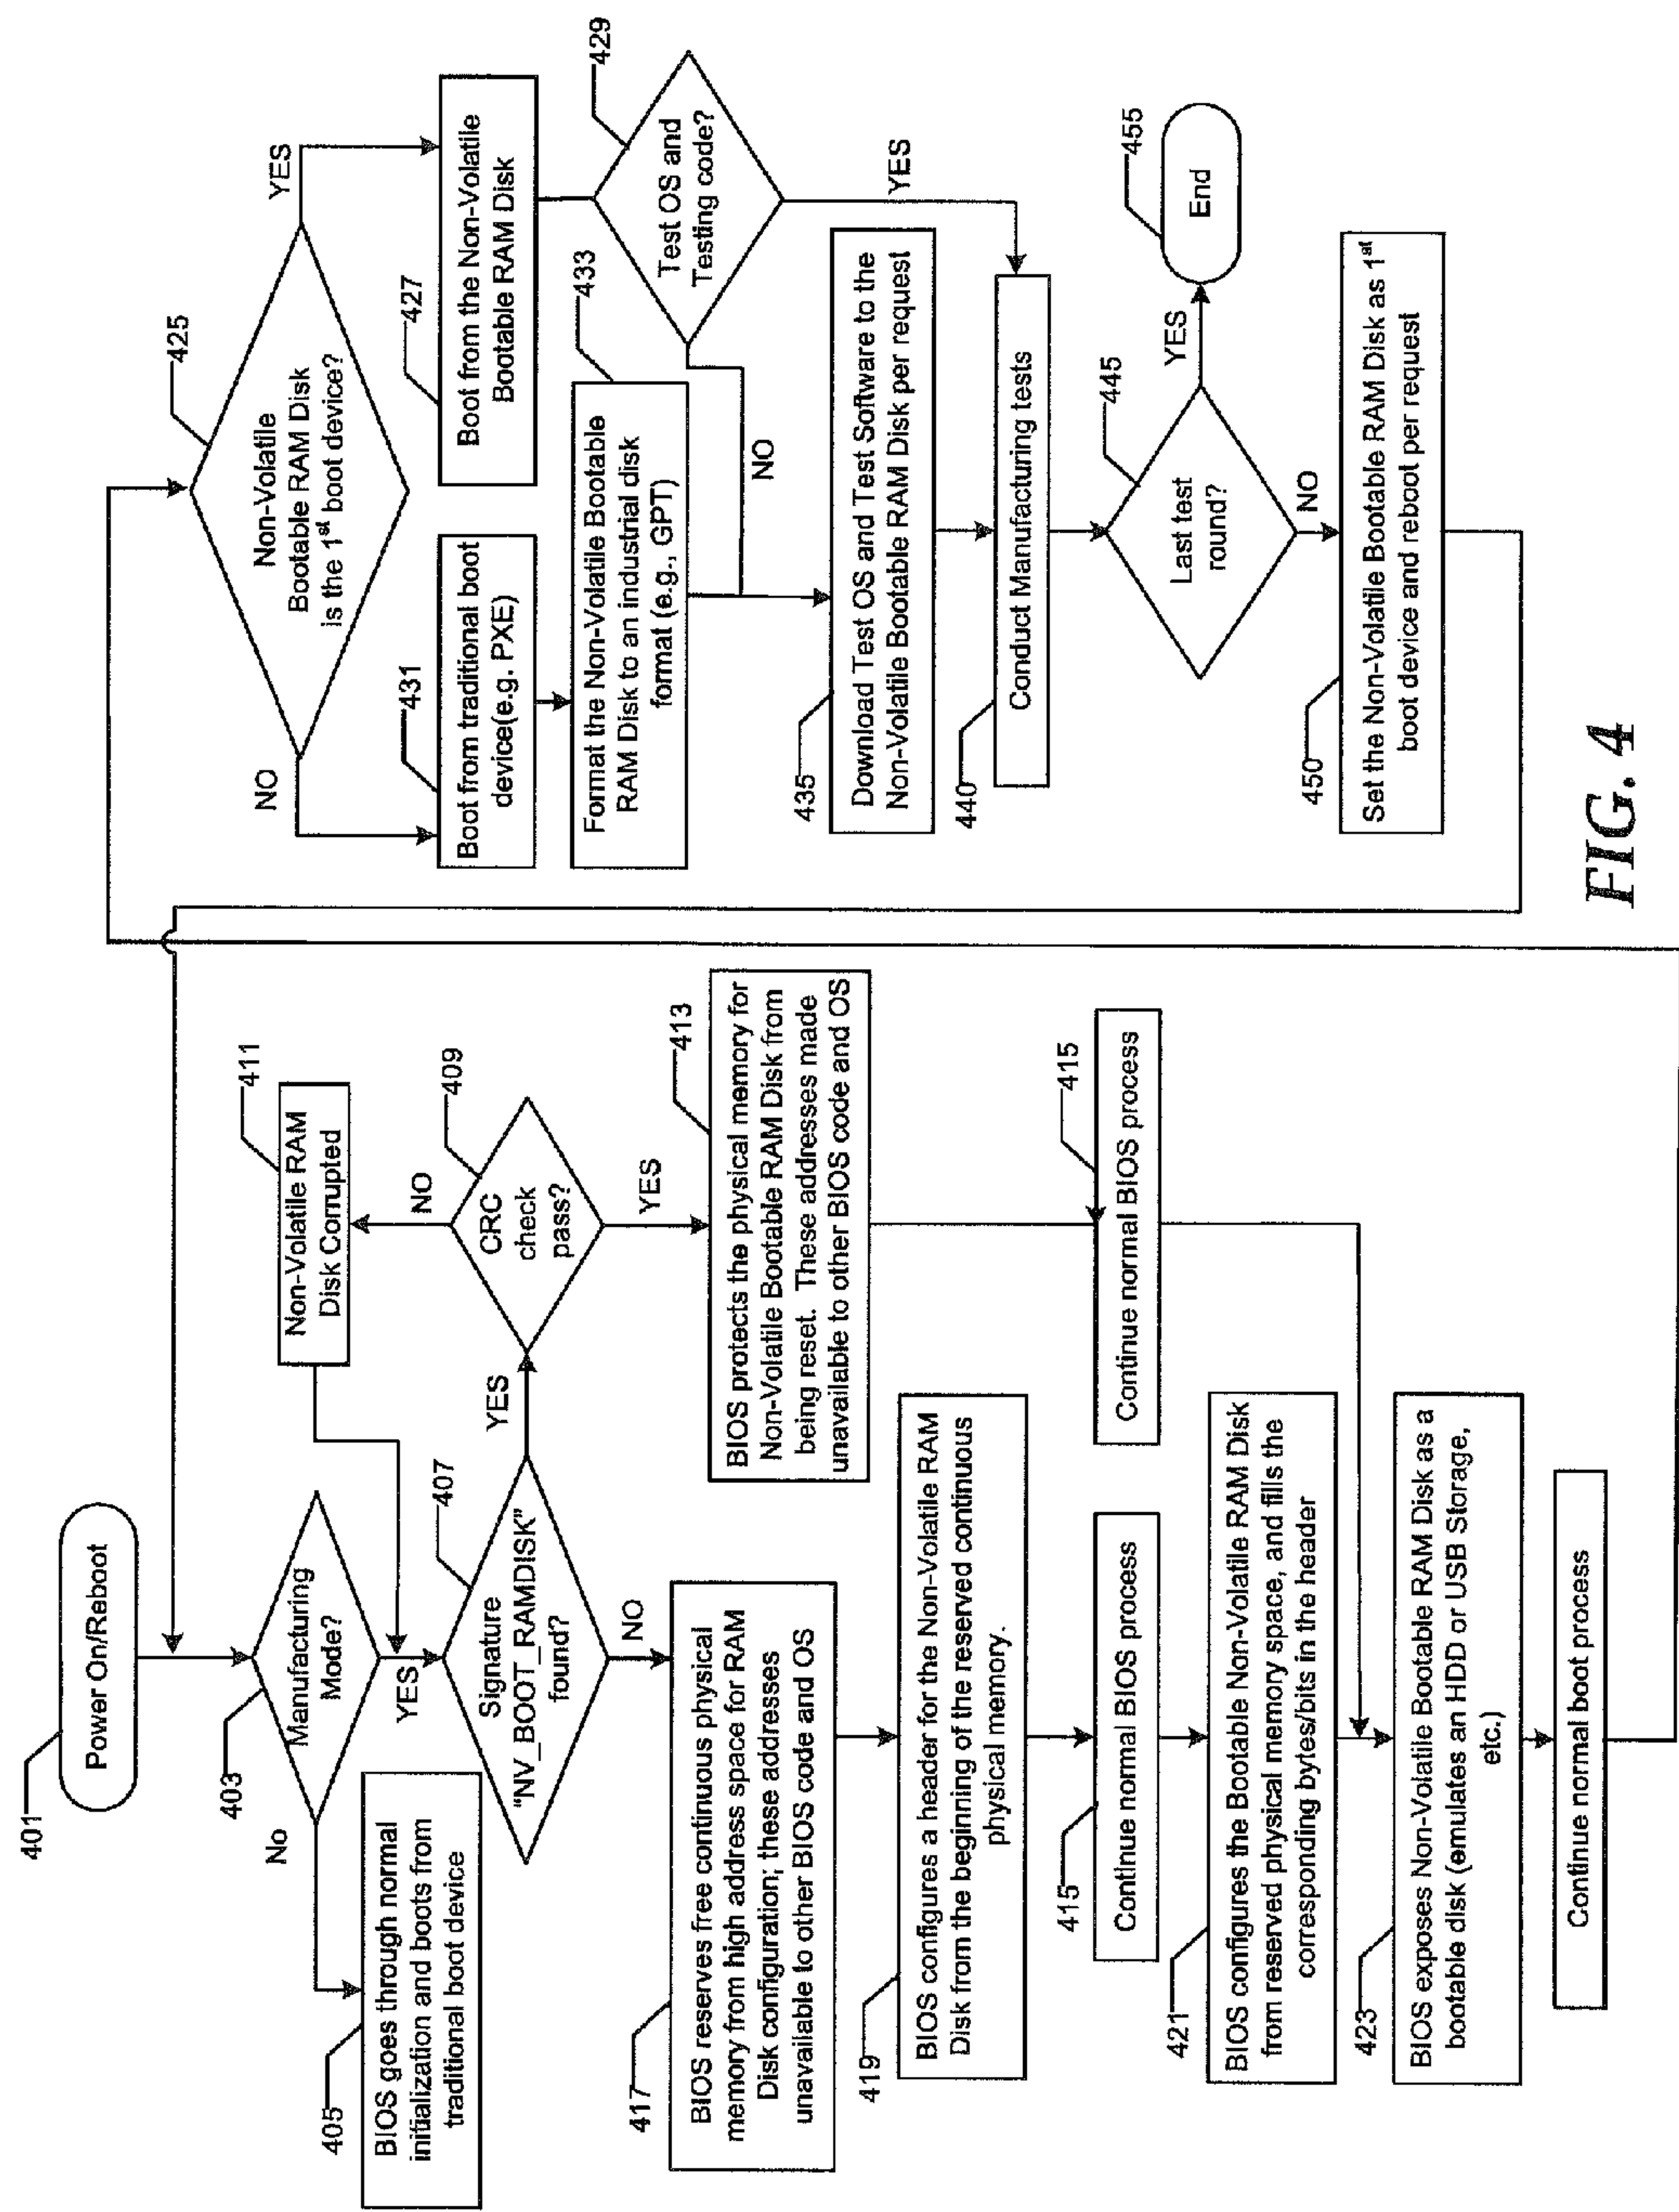 401
Power On/Reboot
403
Manufacturing
Mode?
No
YES
405
BIOS goes through normal
initialization and boots from
traditional boot device
407
Signature
"NV_BOOT_RAMDISK"
found?
YES
NO
409
CRC
check
pass?
NO
YES
411
Non-Volatile RAM
Disk Corrupted
413
BIOS protects the physical memory for
Non-Volatile Bootable RAM Disk from
being reset. These addresses made
unavailable to other BIOS code and OS
415
Continue normal BIOS process
417
BIOS reserves free continuous physical
memory from high address space for RAM
Disk configuration; these addresses
unavailable to other BIOS code and OS
419
BIOS configures a header for the Non-Volatile RAM
Disk from the beginning of the reserved continuous
physical memory.
415
Continue normal BIOS process
421
BIOS configures the Bootable Non-Volatile RAM Disk
from reserved physical memory space, and fills the
corresponding bytes/bits in the header
423
BIOS exposes Non-Volatile Bootable RAM Disk as a
bootable disk (emulates an HDD or USB Storage,
etc.)
Continue normal boot process
425
Non-Volatile
Bootable RAM Disk
is the 1st boot device?
NO
YES
427
Boot from the Non-Volatile
Bootable RAM Disk
429
Test OS and
Testing code?
NO
YES
431
Boot from traditional boot
device(e.g. PXE)
433
Format the Non-Volatile Bootable
RAM Disk to an industrial disk
format (e.g., GPT)
435
Download Test OS and Test Software to the
Non-Volatile Bootable RAM Disk per request
440
Conduct Manufacturing tests
445
Last test
round?
YES
NO
455
End
450
Set the Non-Volatile Bootable RAM Disk as 1st
boot device and reboot per request
FIG. 4